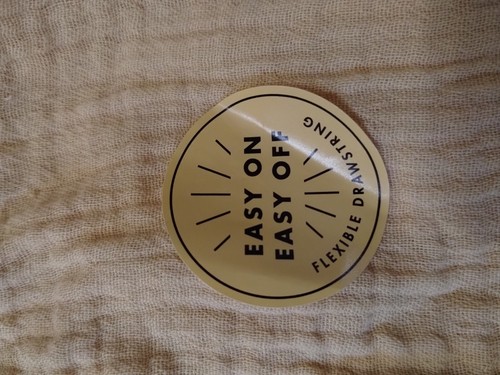 EASY ON
EASY OFF
FLEXIBLE DRAWSTRING